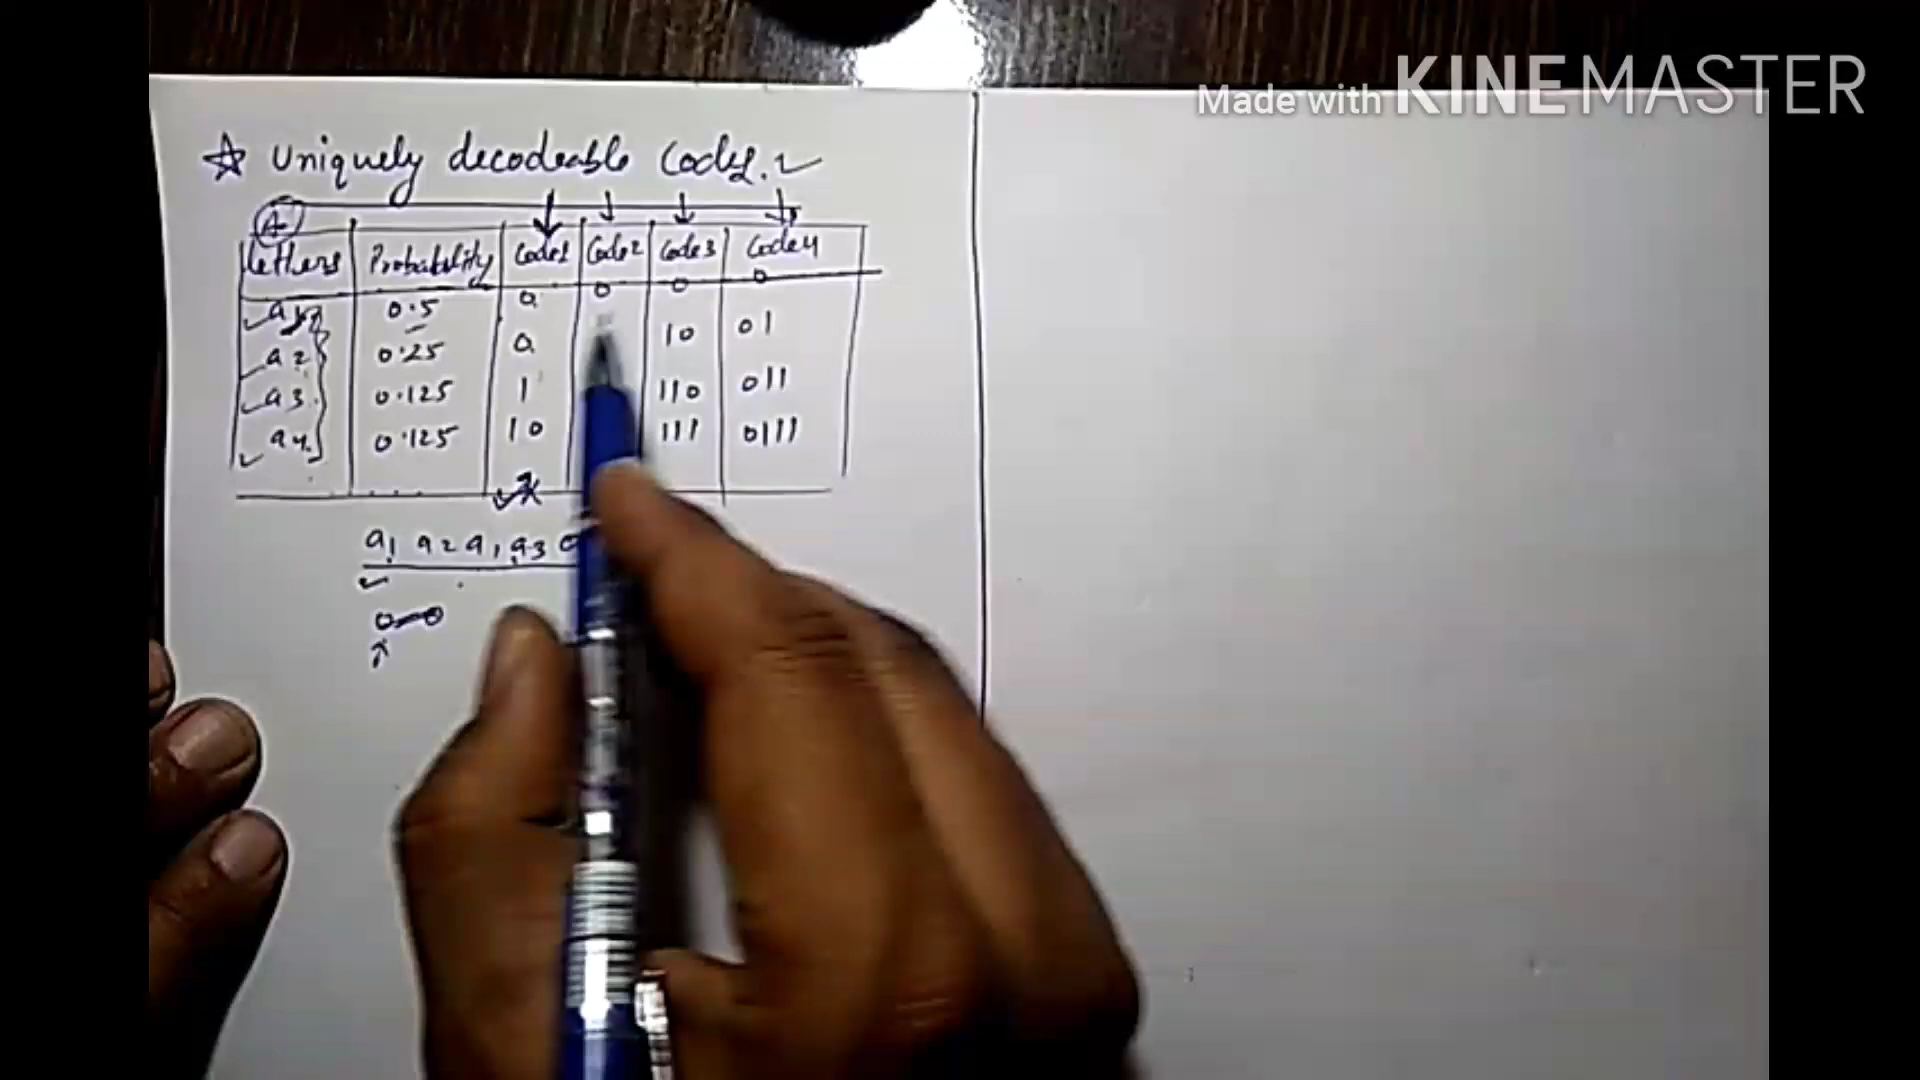 Made with KINEMASTER
☆ Uniquely decodeable Codes.
A
letters Probability Code1 Code2 Code3 Code4
a1 0.5 0 0 0 0
a2 0.25 0 10 01
a3 0.125 1 110 011
a4 0.125 10 111 0111
a1 a2 a1 a3
0 0